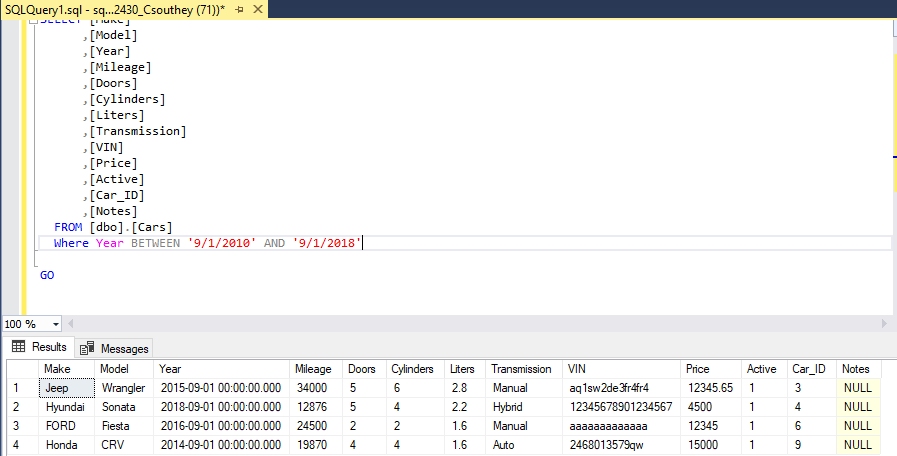 SQLQuery1.sql - sq...2430_Csouthey (71))*
SELECT [Make]
,[Model]
,[Year]
,[Mileage]
,[Doors]
,[Cylinders]
,[Liters]
,[Transmission]
,[VIN]
,[Price]
,[Active]
,[Car_ID]
,[Notes]
FROM [dbo].[Cars]
Where Year BETWEEN '9/1/2010' AND '9/1/2018'
GO
100 %
Results Messages
Make Model Year Mileage Doors Cylinders Liters Transmission VIN Price Active Car_ID Notes
1 Jeep Wrangler 2015-09-01 00:00:00.000 34000 5 6 2.8 Manual aq1sw2de3fr4fr4 12345.65 1 3 NULL
2 Hyundai Sonata 2018-09-01 00:00:00.000 12876 5 4 2.2 Hybrid 12345678901234567 4500 1 4 NULL
3 FORD Fiesta 2016-09-01 00:00:00.000 24500 2 2 1.6 Manual aaaaaaaaaaaaa 12345 1 6 NULL
4 Honda CRV 2014-09-01 00:00:00.000 19870 4 4 1.6 Auto 2468013579qw 15000 1 9 NULL